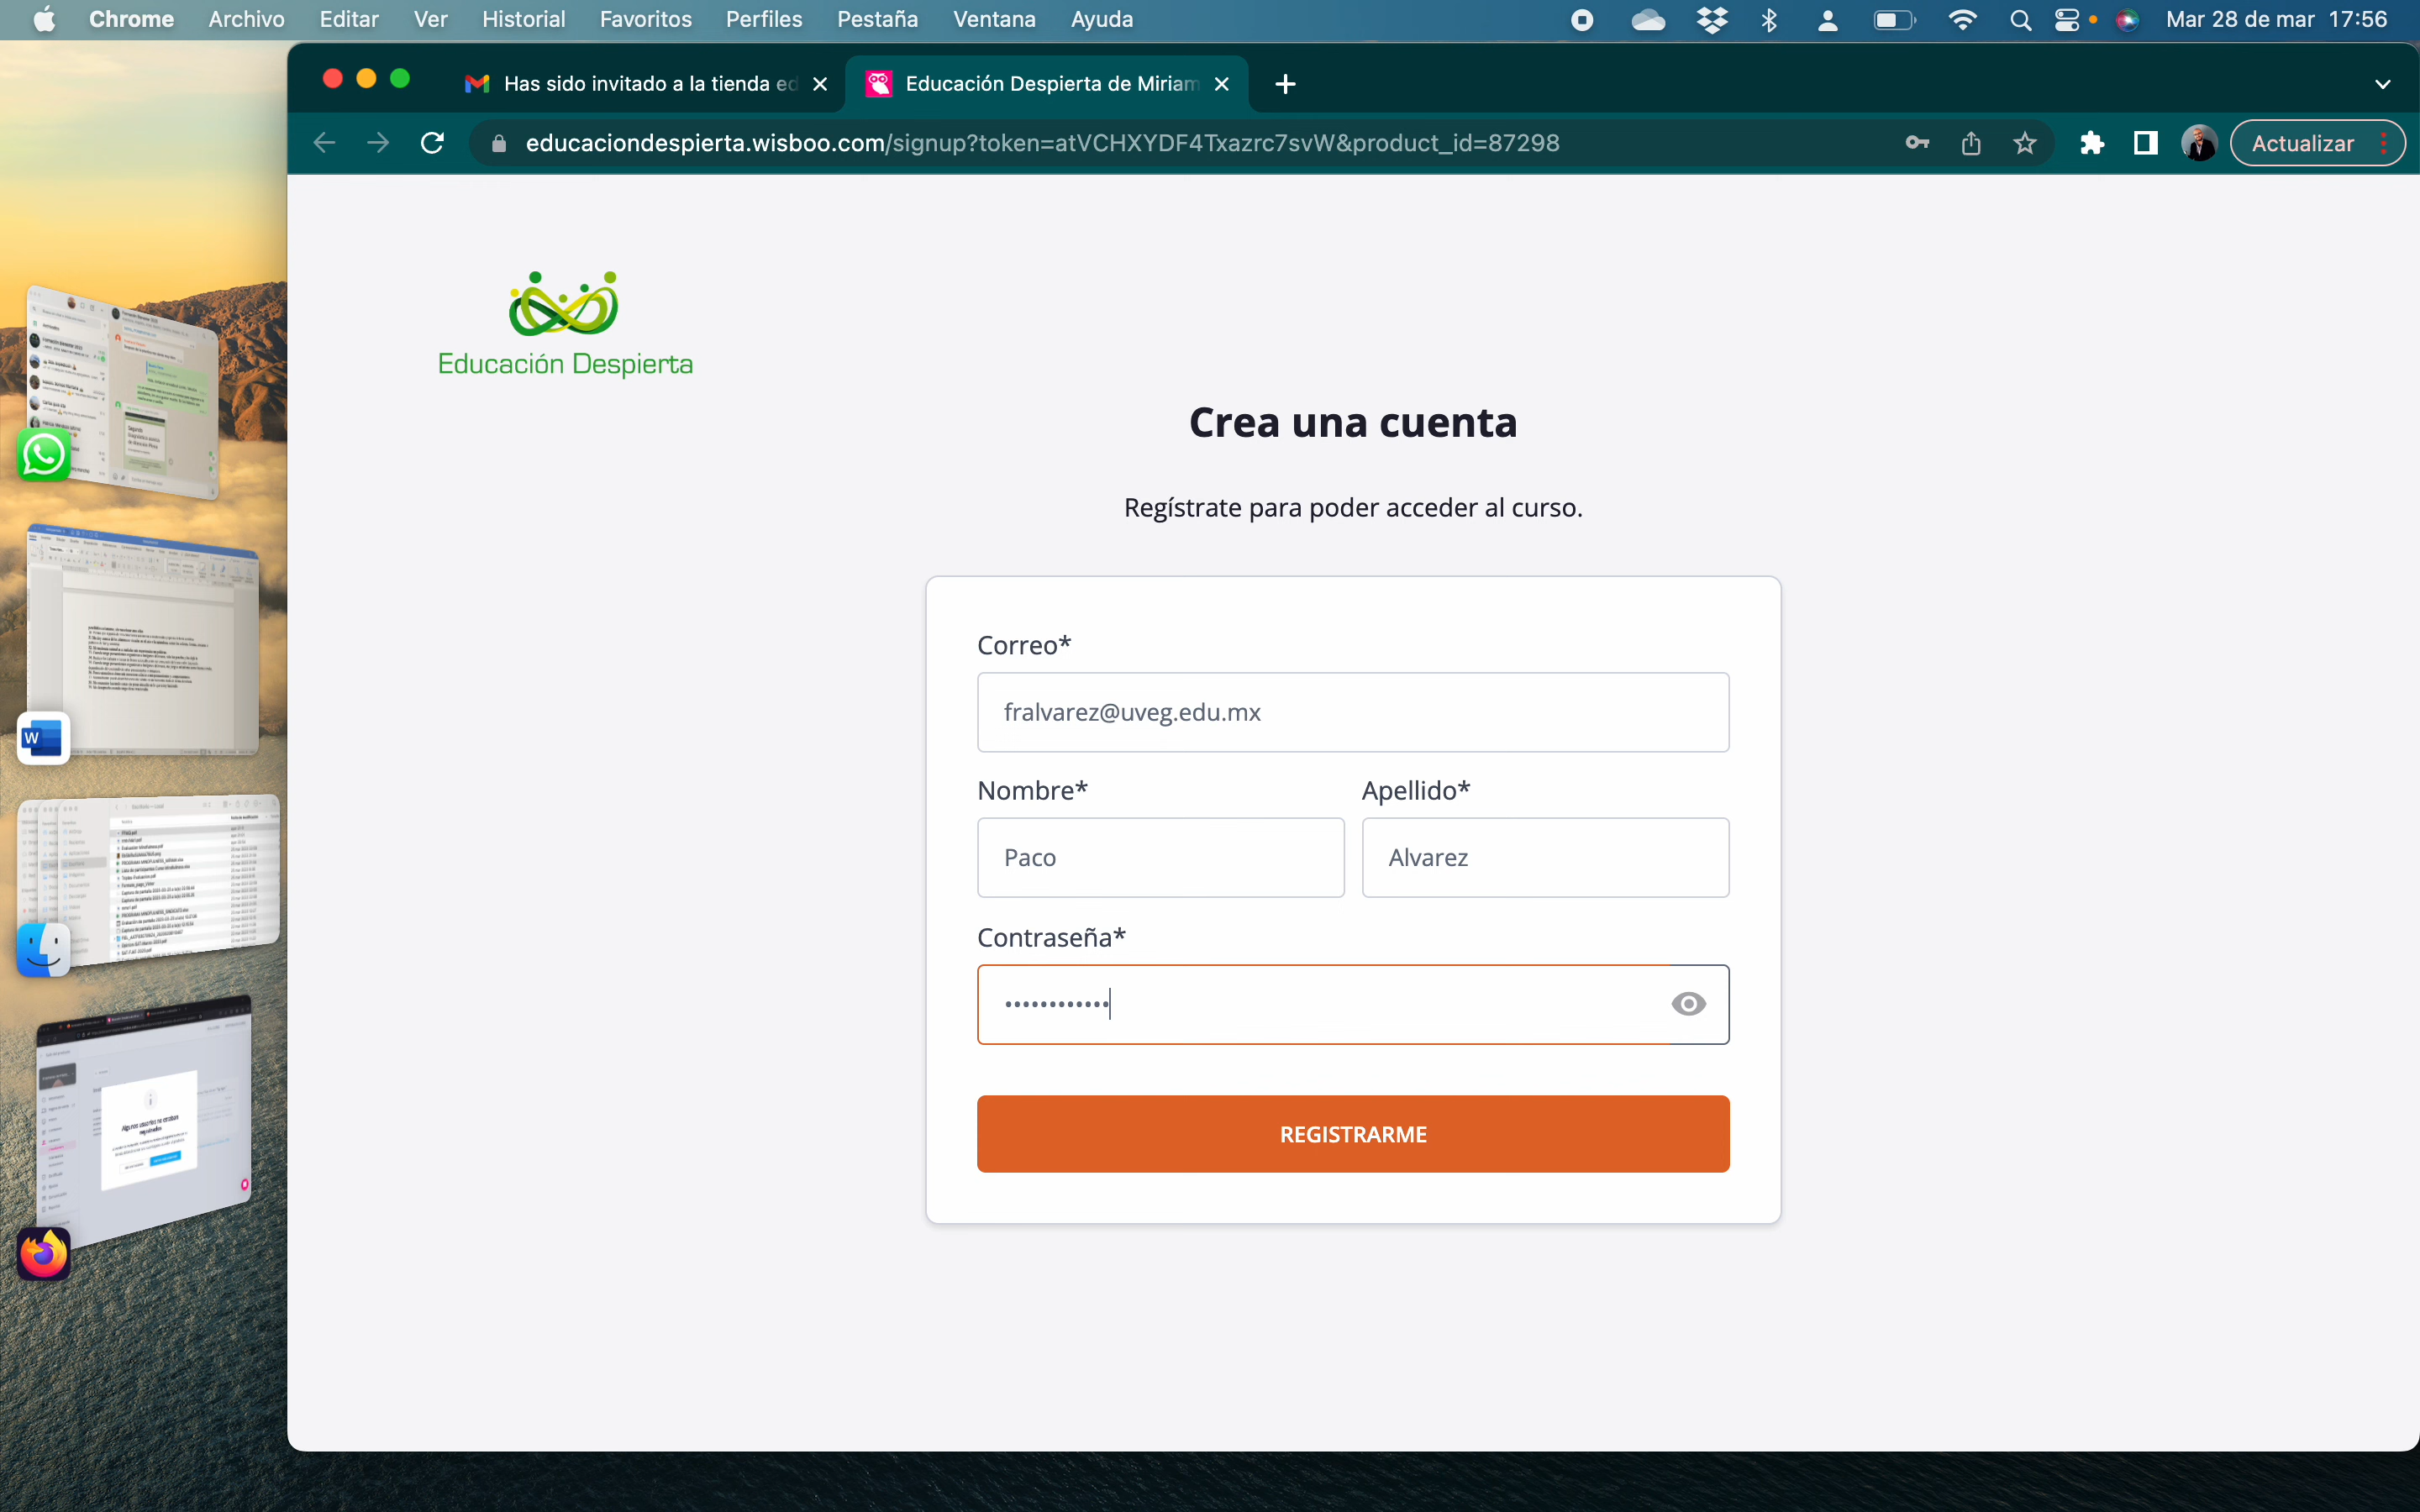 Chrome Archivo Editar Ver Historial Favoritos Perfiles Pestaña Ventana Ayuda Mar 28 de mar 17:56
Has sido invitado a la tienda ed
Educación Despierta de Miriam
educaciondespierta.wisboo.com/signup?token=atVCHXYDF4Txazrc7svW&product_id=87298
Actualizar
Educación Despierta
Crea una cuenta
Regístrate para poder acceder al curso.
Correo*
fralvarez@uveg.edu.mx
Nombre* Apellido*
Paco Alvarez
Contraseña*
••••••••••••
REGISTRARME
W